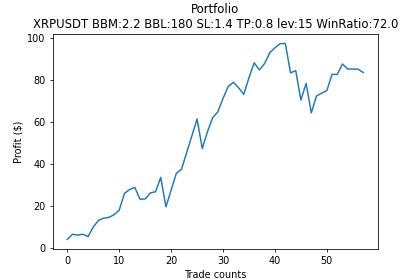 Portfolio
XRPUSDT BBM:2.2 BBL:180 SL:1.4 TP:0.8 lev:15 WinRatio:72.0
100
80
60
40
20
0
Profit ($)
0 10 20 30 40 50
Trade counts